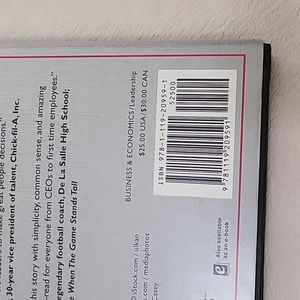 make great people decisions."
30-year vice president of talent, Chick-fil-A, Inc.
this story with simplicity, common sense, and amazing
-read for everyone from CEOs to first time employees."
legendary football coach, De La Salle High School;
When The Game Stands Tall
BUSINESS & ECONOMICS/Leadership
$25.00 USA/$30.00 CAN
ISBN 978-1-119-20959-1
52500
9 781119 209591
iStock.com / ulkan
.com / mediaphotos
Also available
as an e-book